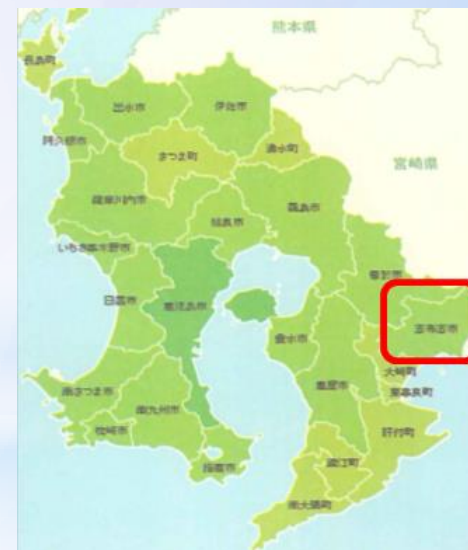 熊本県
長島町
出水市
伊佐市
阿久根市
さつま町
湧水町
宮崎県
薩摩川内市
姶良市
霧島市
いちき串木野市
曽於市
日置市
鹿児島市
志布志市
垂水市
大崎町
鹿屋市
東串良町
南さつま市
南九州市
肝付町
枕崎市
錦江町
指宿市
南大隅町